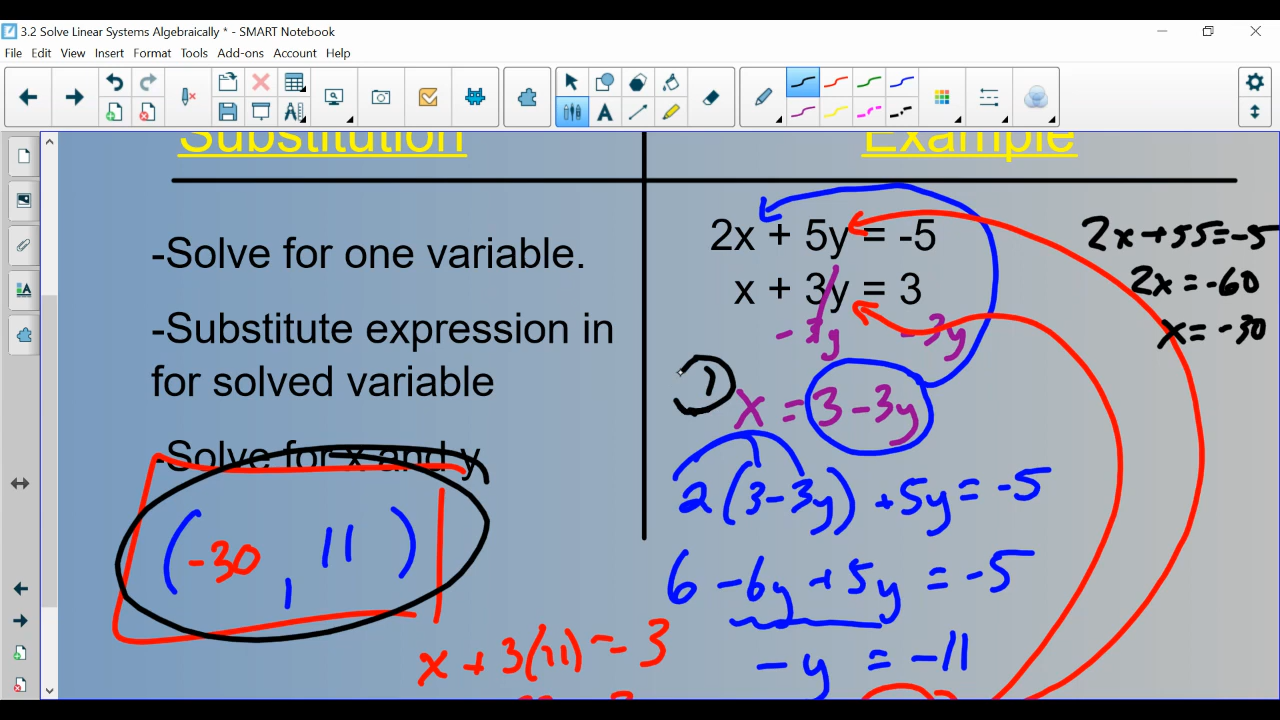 3.2 Solve Linear Systems Algebraically * - SMART Notebook
File Edit View Insert Format Tools Add-ons Account Help
Substitution
Example
-Solve for one variable.
-Substitute expression in
for solved variable
-Solve for x and y
(-30, 11)
2x + 5y = -5
x + 3y = 3
- 3y - 3y
1 x = 3 - 3y
2(3-3y) + 5y = -5
6 - 6y + 5y = -5
-y = -11
x + 3(11) = 3
2x + 55 = -5
2x = -60
x = -30